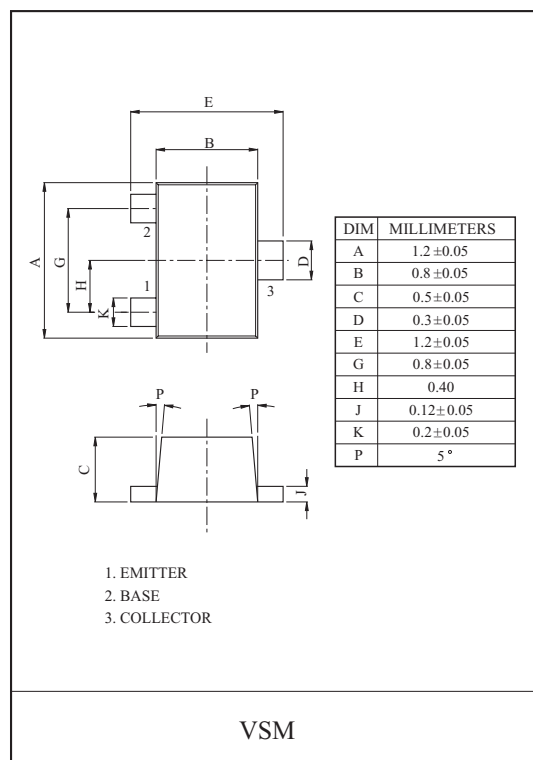 E
B
A
G
H
K
2
1
3
D
DIM MILLIMETERS
A 1.2±0.05
B 0.8±0.05
C 0.5±0.05
D 0.3±0.05
E 1.2±0.05
G 0.8±0.05
H 0.40
J 0.12±0.05
K 0.2±0.05
P 5°
P P
C
J
1. EMITTER
2. BASE
3. COLLECTOR
VSM